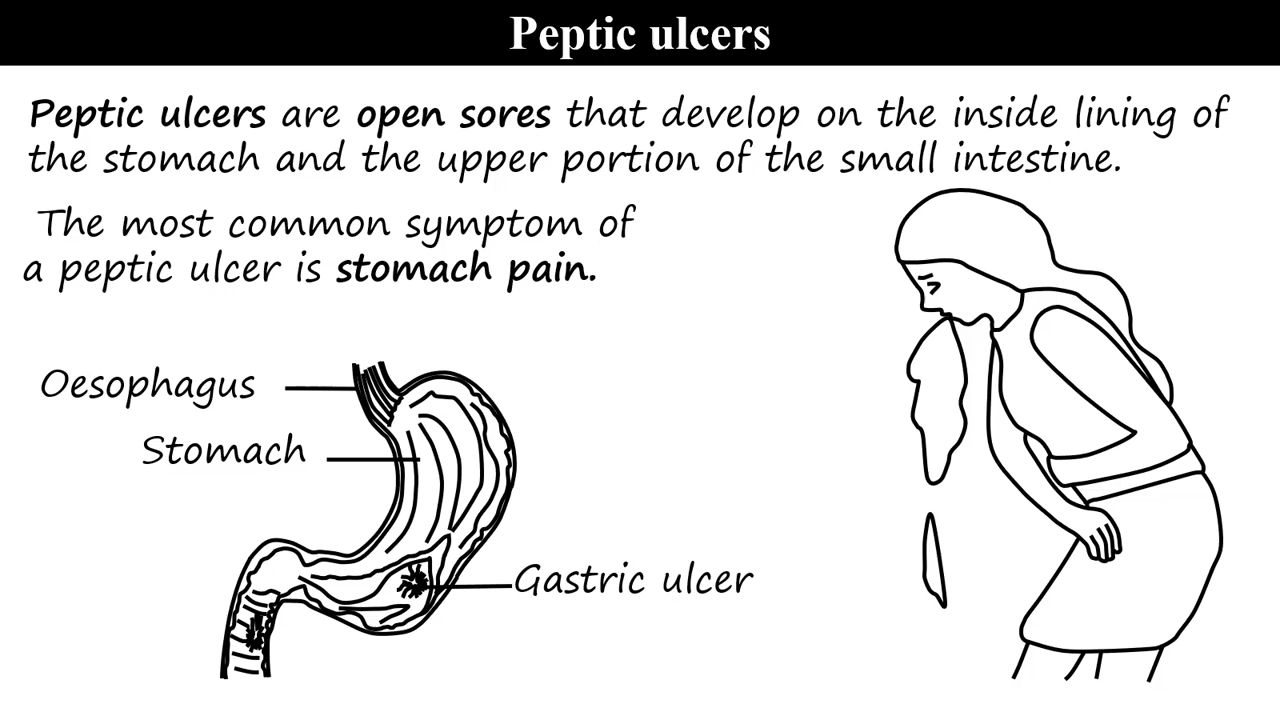 Peptic ulcers
Peptic ulcers are open sores that develop on the inside lining of
the stomach and the upper portion of the small intestine.
The most common symptom of
a peptic ulcer is stomach pain.
Oesophagus
Stomach
Gastric ulcer